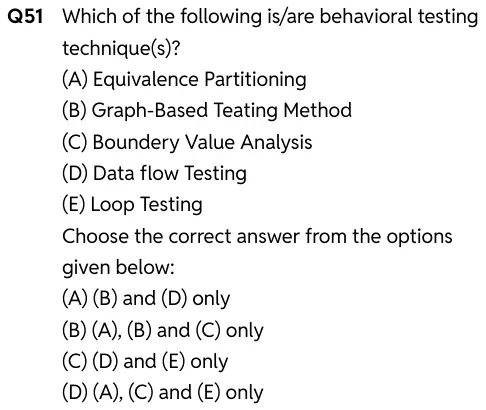 Q51 Which of the following is/are behavioral testing
technique(s)?
(A) Equivalence Partitioning
(B) Graph-Based Teating Method
(C) Boundery Value Analysis
(D) Data flow Testing
(E) Loop Testing
Choose the correct answer from the options
given below:
(A) (B) and (D) only
(B) (A), (B) and (C) only
(C) (D) and (E) only
(D) (A), (C) and (E) only